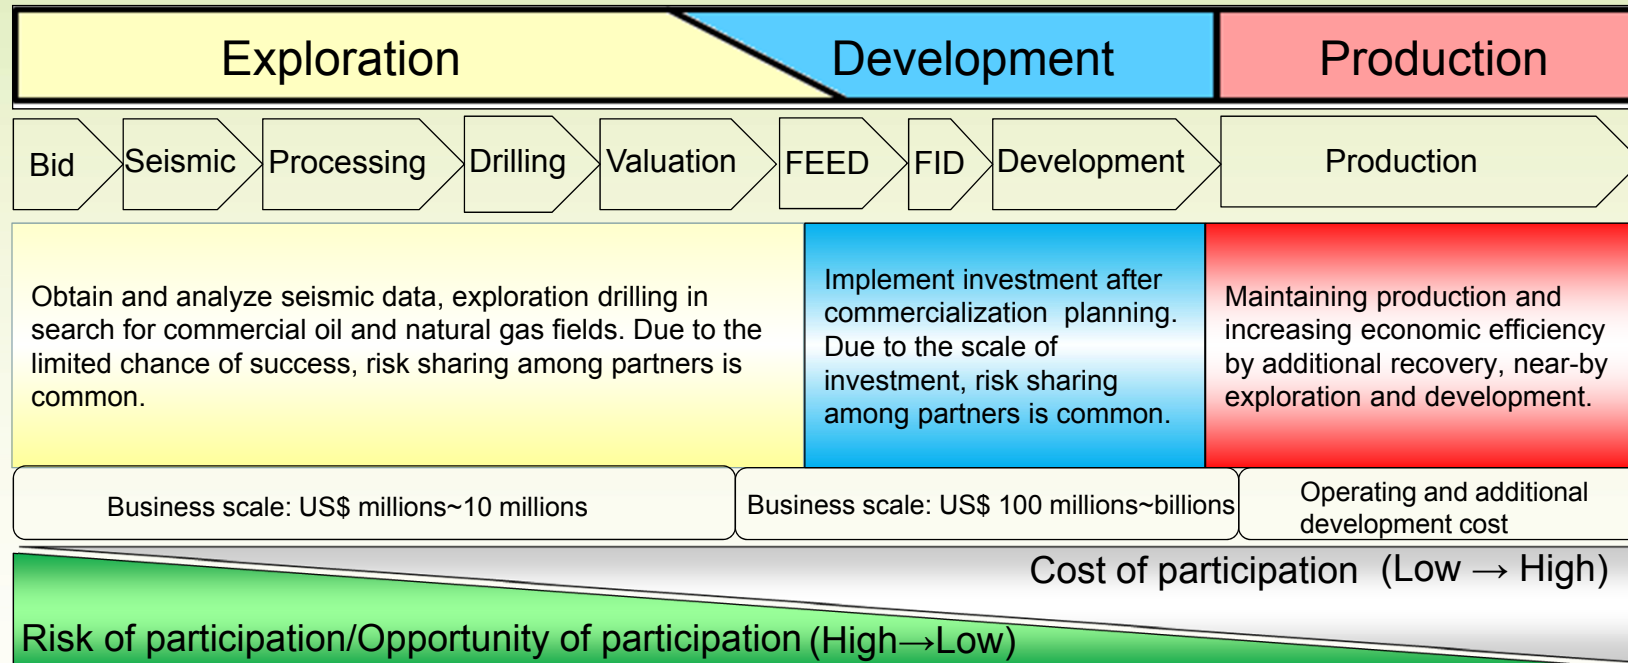 Exploration
Development
Production
Bid
Seismic
Processing
Drilling
Valuation
FEED
FID
Development
Production
Obtain and analyze seismic data, exploration drilling in
search for commercial oil and natural gas fields. Due to the
limited chance of success, risk sharing among partners is
common.
Implement investment after
commercialization planning.
Due to the scale of
investment, risk sharing
among partners is common.
Maintaining production and
increasing economic efficiency
by additional recovery, near-by
exploration and development.
Business scale: US$ millions~10 millions
Business scale: US$ 100 millions~billions
Operating and additional
development cost
Cost of participation (Low → High)
Risk of participation/Opportunity of participation (High→Low)